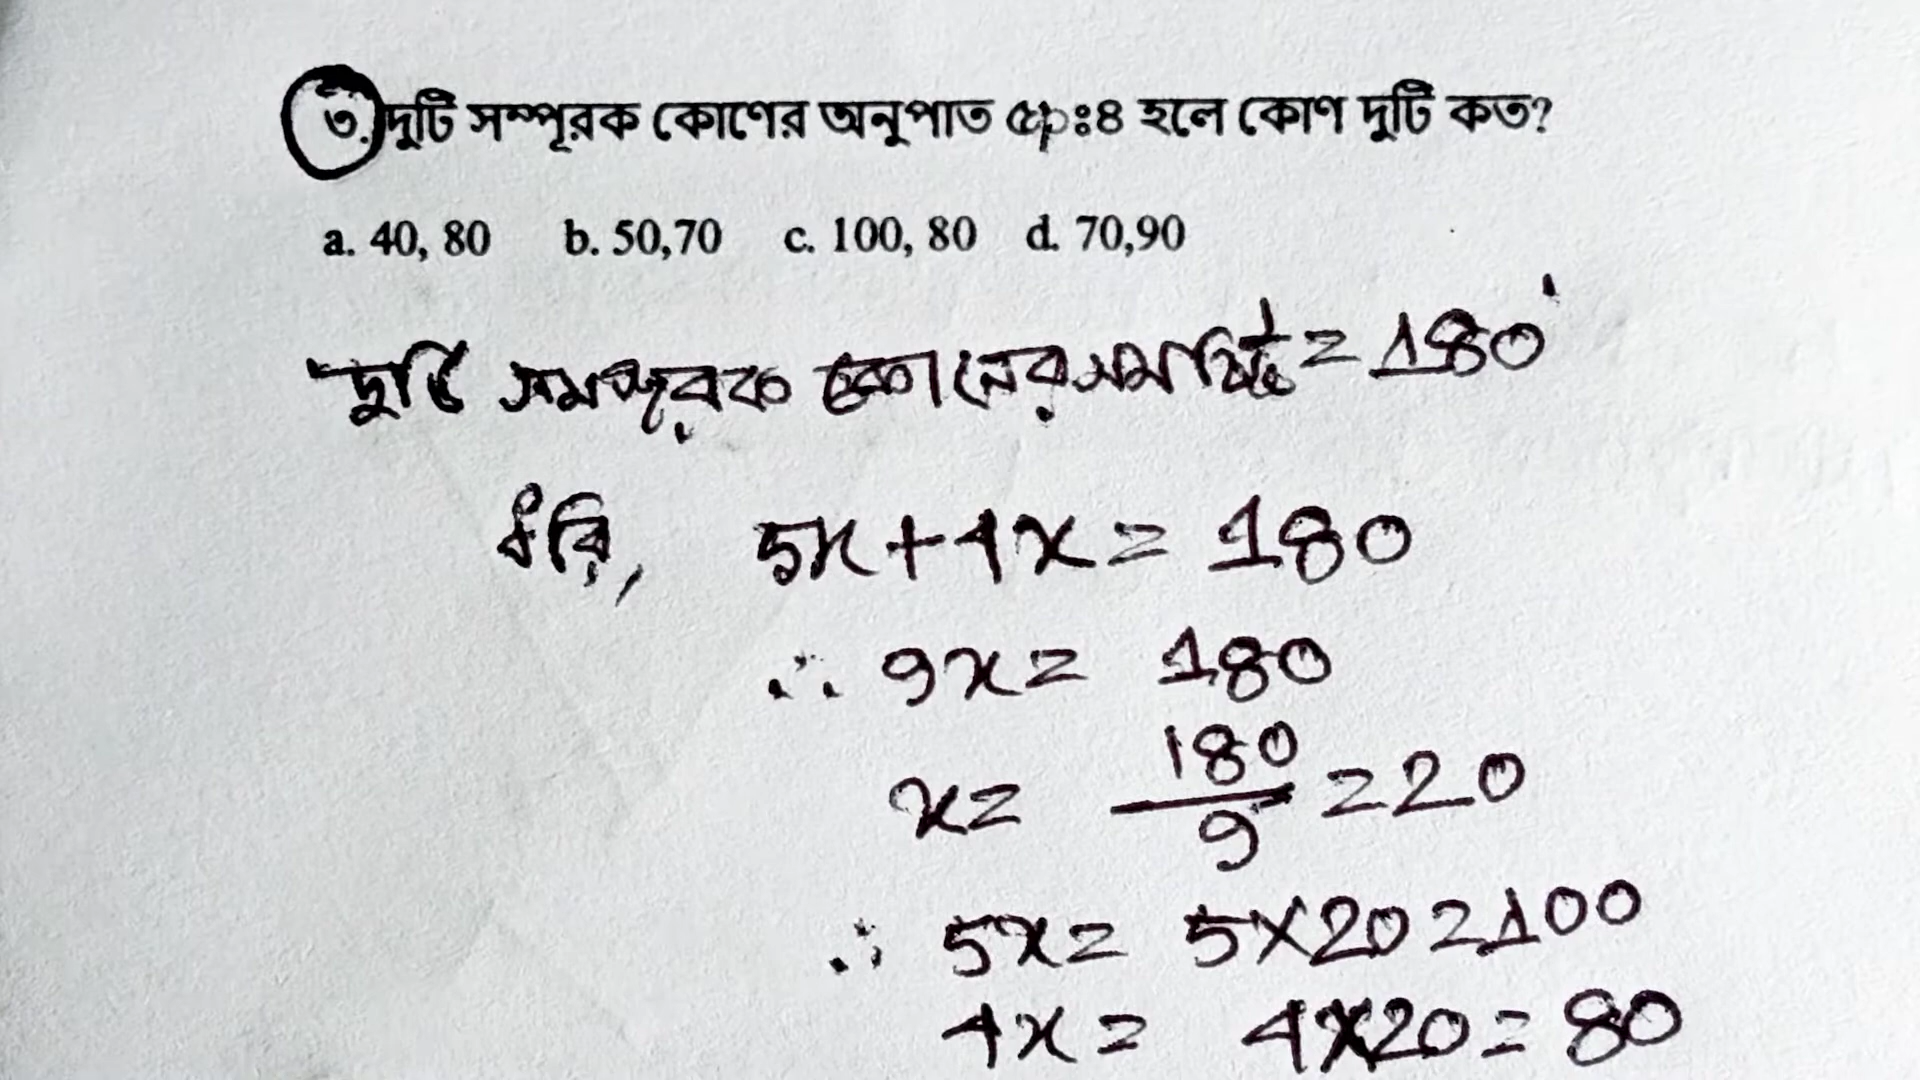 ৩. দুটি সম্পূরক কোণের অনুপাত ৫ঃ৪ হলে কোণ দুটি কত?
a. 40, 80 b. 50,70 c. 100, 80 d. 70,90
দুটি সমপূরক কোনের সমষ্টি = 180°
ধরি, 5x+4x = 180
∴ 9x = 180
x = 180/9 = 20
∴ 5x = 5×20 = 100
4x = 4×20 = 80